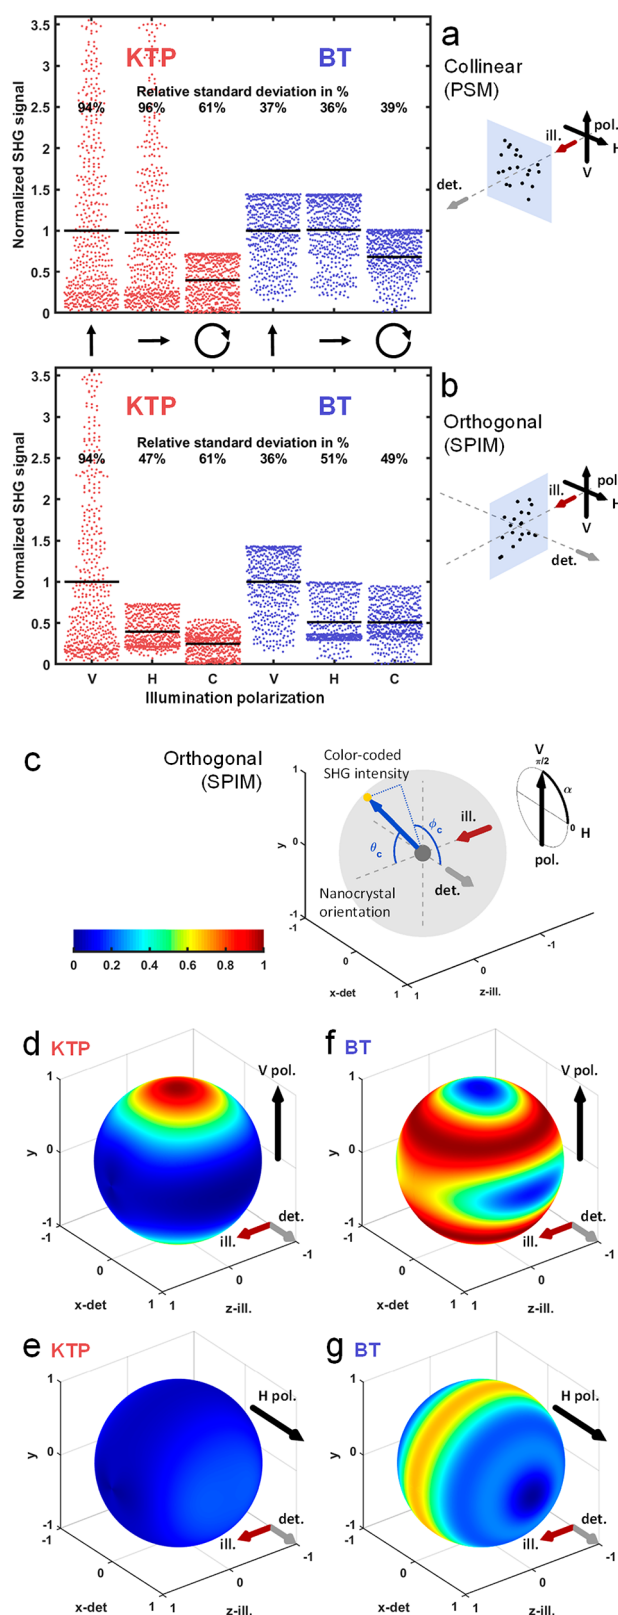 a
Collinear
(PSM)
Normalized SHG signal
3.5
3
2.5
2
1.5
1
0.5
0
KTP
BT
Relative standard deviation in %
94%
96%
61%
37%
36%
39%
ill.
pol.
H
V
det.
b
Orthogonal
(SPIM)
Normalized SHG signal
3.5
3
2.5
2
1.5
1
0.5
0
KTP
BT
Relative standard deviation in %
94%
47%
61%
36%
51%
49%
ill.
pol
H
V
det.
V
H
C
V
H
C
Illumination polarization
c
Orthogonal
(SPIM)
Color-coded
SHG intensity
V
π/2
α
0
H
pol.
ill.
ϕc
θc
det.
Nanocrystal
orientation
1
y
0
-1
-1
0
x-det
1
1
0
z-ill.
-1
0
0.2
0.4
0.6
0.8
1
d
KTP
V pol.
1
y
0
-1
-1
0
x-det
1
1
0
z-ill.
-1
ill.
det.
f
BT
V pol.
1
y
0
-1
-1
0
x-det
1
1
0
z-ill.
-1
ill.
det.
e
KTP
H pol.
1
y
0
-1
-1
0
x-det
1
1
0
z-ill.
-1
ill.
det.
g
BT
H pol.
1
y
0
-1
-1
0
x-det
1
1
0
z-ill.
-1
ill.
det.